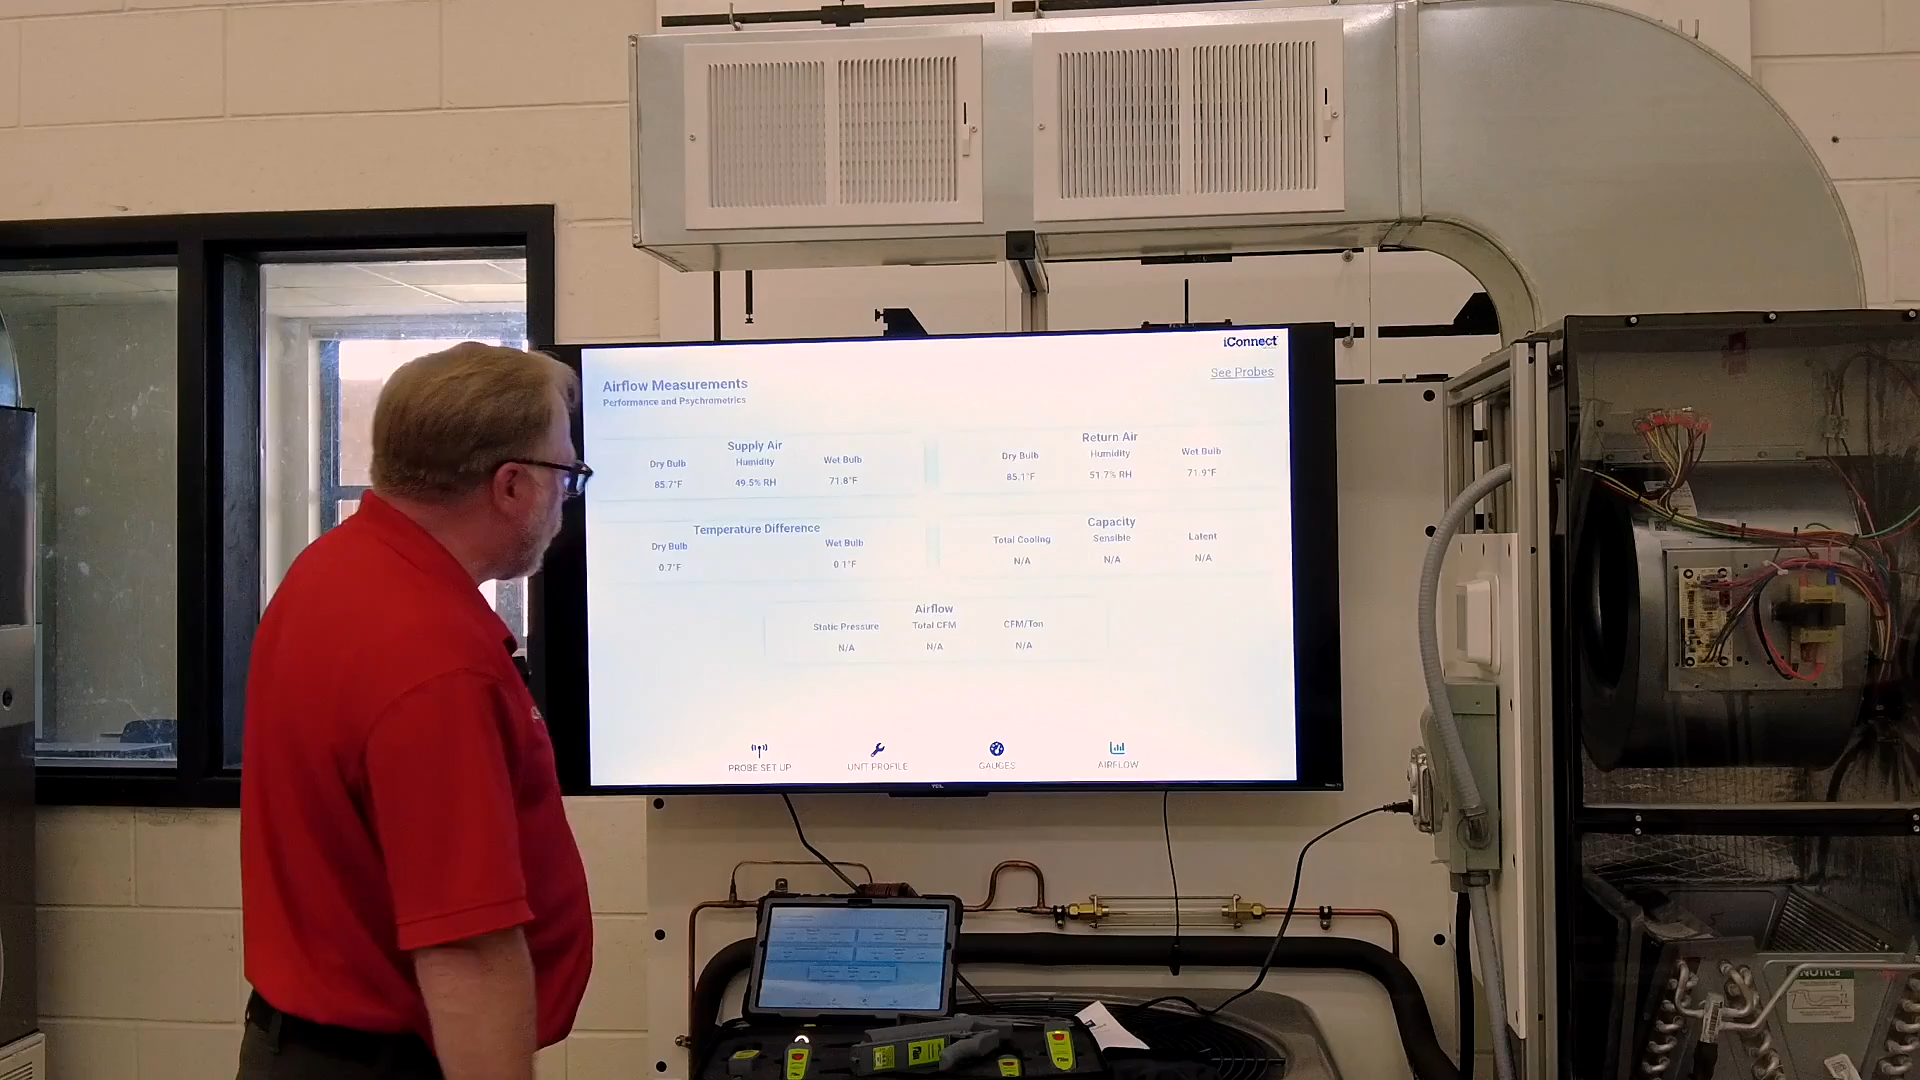 iConnect
See Probes
Airflow Measurements
Performance and Psychrometrics
Supply Air
Dry Bulb Humidity Wet Bulb
85.7°F 49.5% RH 71.8°F
Return Air
Dry Bulb Humidity Wet Bulb
85.1°F 51.7% RH 71.9°F
Temperature Difference
Dry Bulb Wet Bulb
0.7°F 0.1°F
Capacity
Total Cooling Sensible Latent
N/A N/A N/A
Airflow
Static Pressure Total CFM CFM/Ton
N/A N/A N/A
PROBE SET UP UNIT PROFILE GAUGES AIRFLOW
TCL
NOTICE